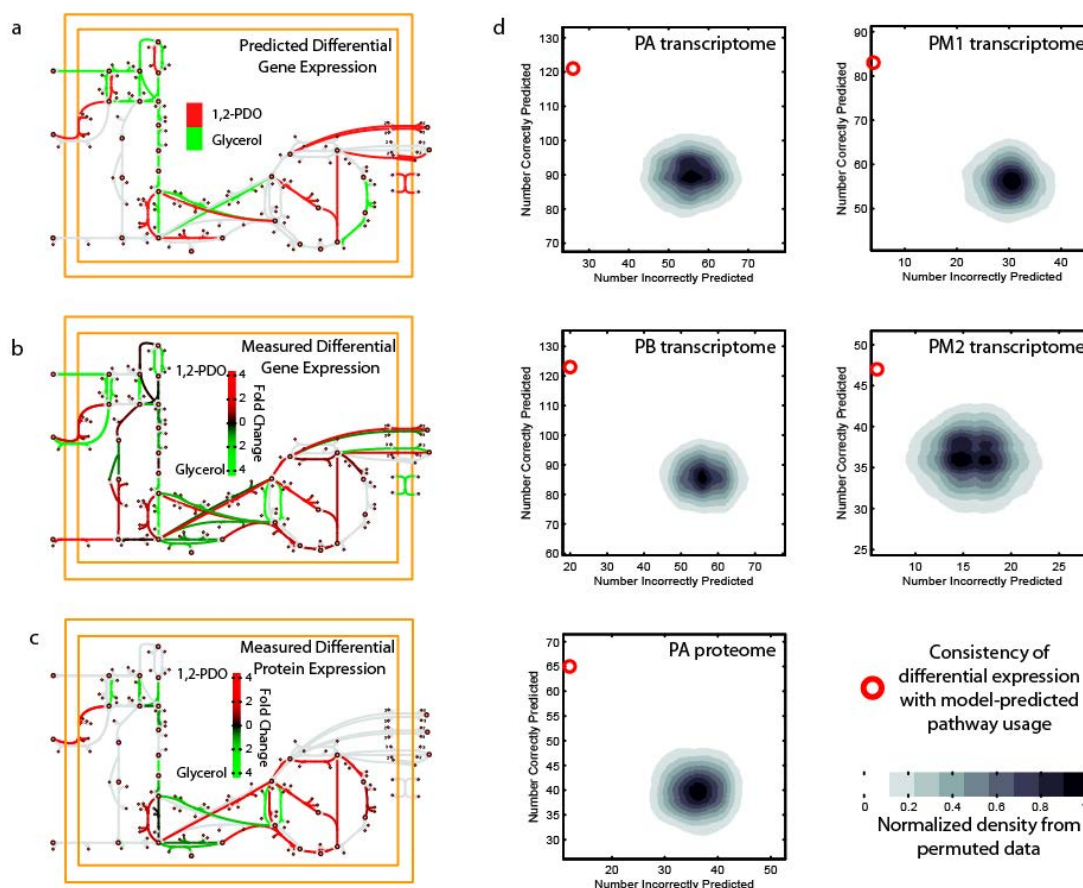 a
Predicted Differential
Gene Expression
1,2-PDO
Glycerol
b
Measured Differential
Gene Expression
1,2-PDO
Glycerol
4
2
0
2
4
Fold Change
c
Measured Differential
Protein Expression
1,2-PDO
Glycerol
4
2
0
2
4
Fold Change
d
PA transcriptome
Number Correctly Predicted
130
120
110
100
90
80
70
30 40 50 60 70
Number Incorrectly Predicted
PM1 transcriptome
Number Correctly Predicted
90
80
70
60
50
10 20 30 40
Number Incorrectly Predicted
PB transcriptome
Number Correctly Predicted
130
120
110
100
90
80
70
60
20 30 40 50 60 70
Number Incorrectly Predicted
PM2 transcriptome
Number Correctly Predicted
50
45
40
35
30
25
10 15 20 25
Number Incorrectly Predicted
PA proteome
Number Correctly Predicted
70
65
60
55
50
45
40
35
30
20 30 40 50
Number Incorrectly Predicted
Consistency of
differential expression
with model-predicted
pathway usage
0 0.2 0.4 0.6 0.8
Normalized density from
permuted data